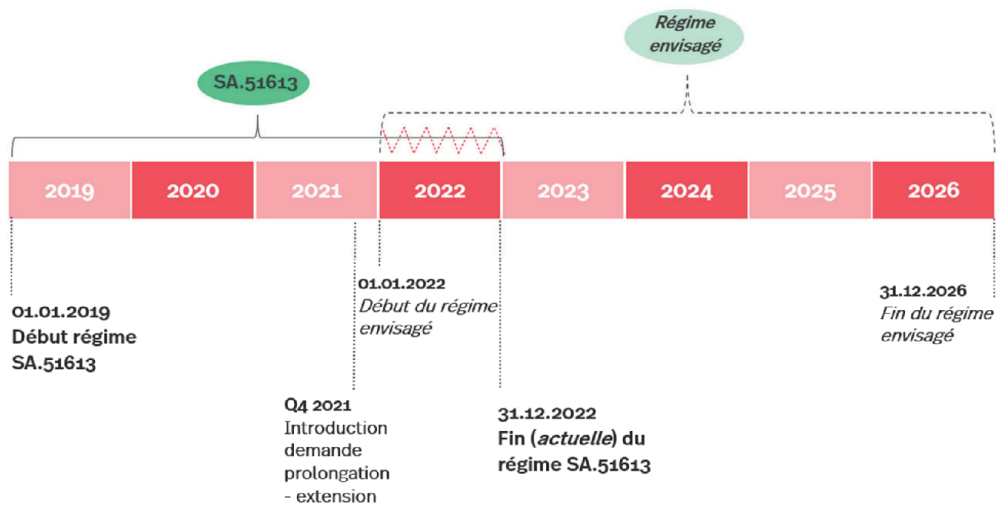 Régime
envisagé
SA.51613
2019 2020 2021 2022 2023 2024 2025 2026
01.01.2019
Début régime
SA.51613
01.01.2022
Début du régime
envisagé
31.12.2026
Fin du régime
envisagé
Q4 2021
Introduction
demande
prolongation
- extension
31.12.2022
Fin (actuelle) du
régime SA.51613